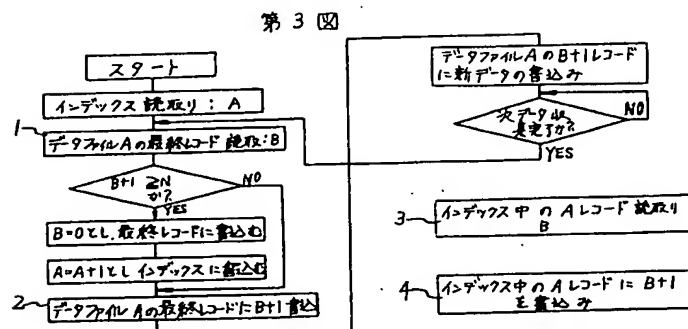 第3図
スタート
インデックス読取り: A
1
データファイルAの最終レコード読取:B
B+1 ≧N
か?
NO
YES
B=0とし,最終レコードに書込む
A=A+1としインデックスに書込む
2
データファイルAの最終レコードにB+1書込
データファイルAのB+1レコード
に新データの書込み
次データ収
集完了か?
NO
YES
3
インデックス中のAレコード読取り
B
4
インデックス中のAレコードにB+1
を書込み